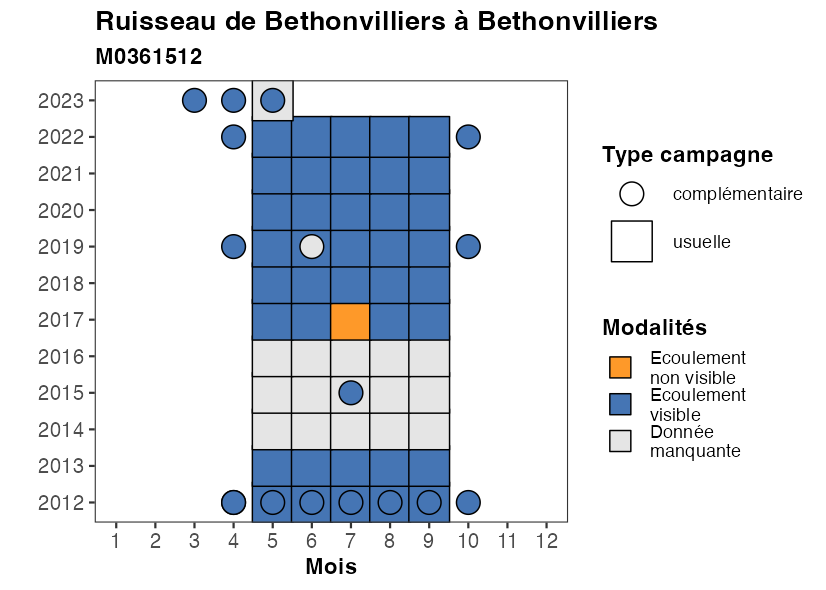 Ruisseau de Bethonvilliers à Bethonvilliers
M0361512
2023
2022
2021
2020
2019
2018
2017
2016
2015
2014
2013
2012
1 2 3 4 5 6 7 8 9 10 11 12
Mois
Type campagne
complémentaire
usuelle
Modalités
Ecoulement
non visible
Ecoulement
visible
Donnée
manquante